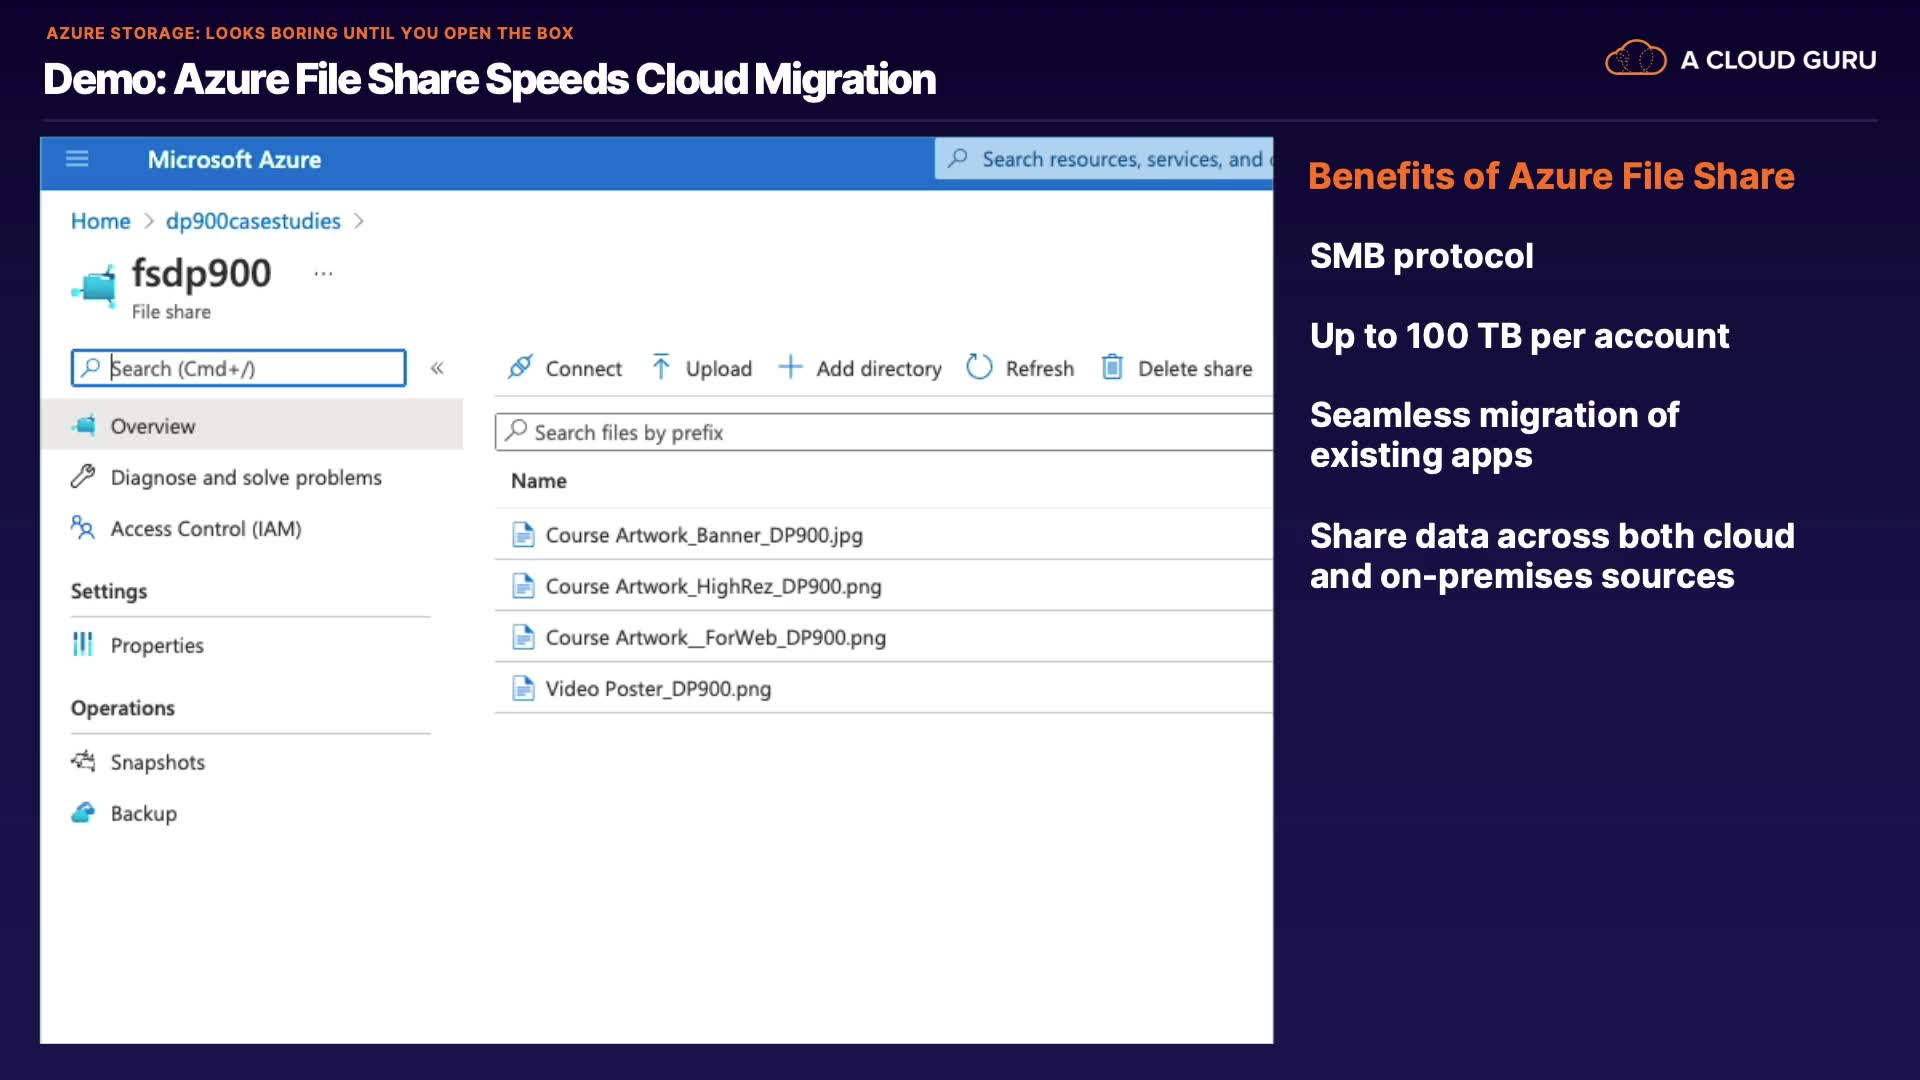 AZURE STORAGE: LOOKS BORING UNTIL YOU OPEN THE BOX
Demo: Azure File Share Speeds Cloud Migration
A CLOUD GURU
Microsoft Azure
Search resources, services, and
Home > dp900casestudies >
fsdp900 ...
File share
Search (Cmd+/) «
Overview
Diagnose and solve problems
Access Control (IAM)
Settings
Properties
Operations
Snapshots
Backup
Connect Upload Add directory Refresh Delete share
Search files by prefix
Name
Course Artwork_Banner_DP900.jpg
Course Artwork_HighRez_DP900.png
Course Artwork__ForWeb_DP900.png
Video Poster_DP900.png
Benefits of Azure File Share
SMB protocol
Up to 100 TB per account
Seamless migration of
existing apps
Share data across both cloud
and on-premises sources